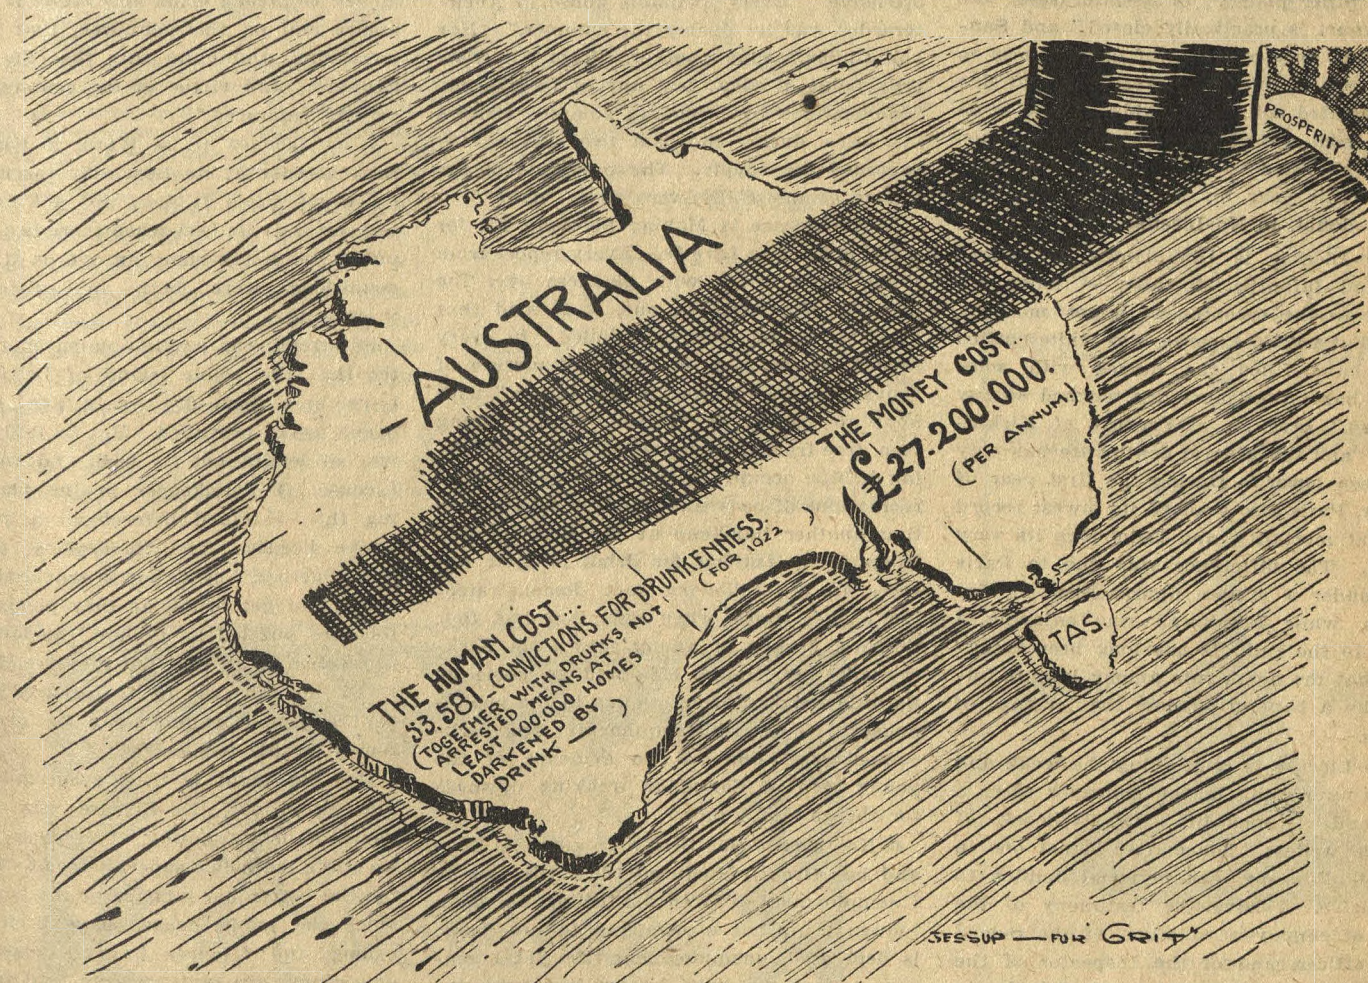 PROSPERITY
AUSTRALIA
THE MONEY COST
£27.200.000.
(PER ANNUM.)
THE HUMAN COST...
53,581 CONVICTIONS FOR DRUNKENNESS.
(FOR 1922)
(TOGETHER WITH DRUNKS NOT
ARRESTED MEANS AT
LEAST 100.000 HOMES
DARKENED BY
DRINK —)
TAS.
JESSUP — FOR "GRIT"